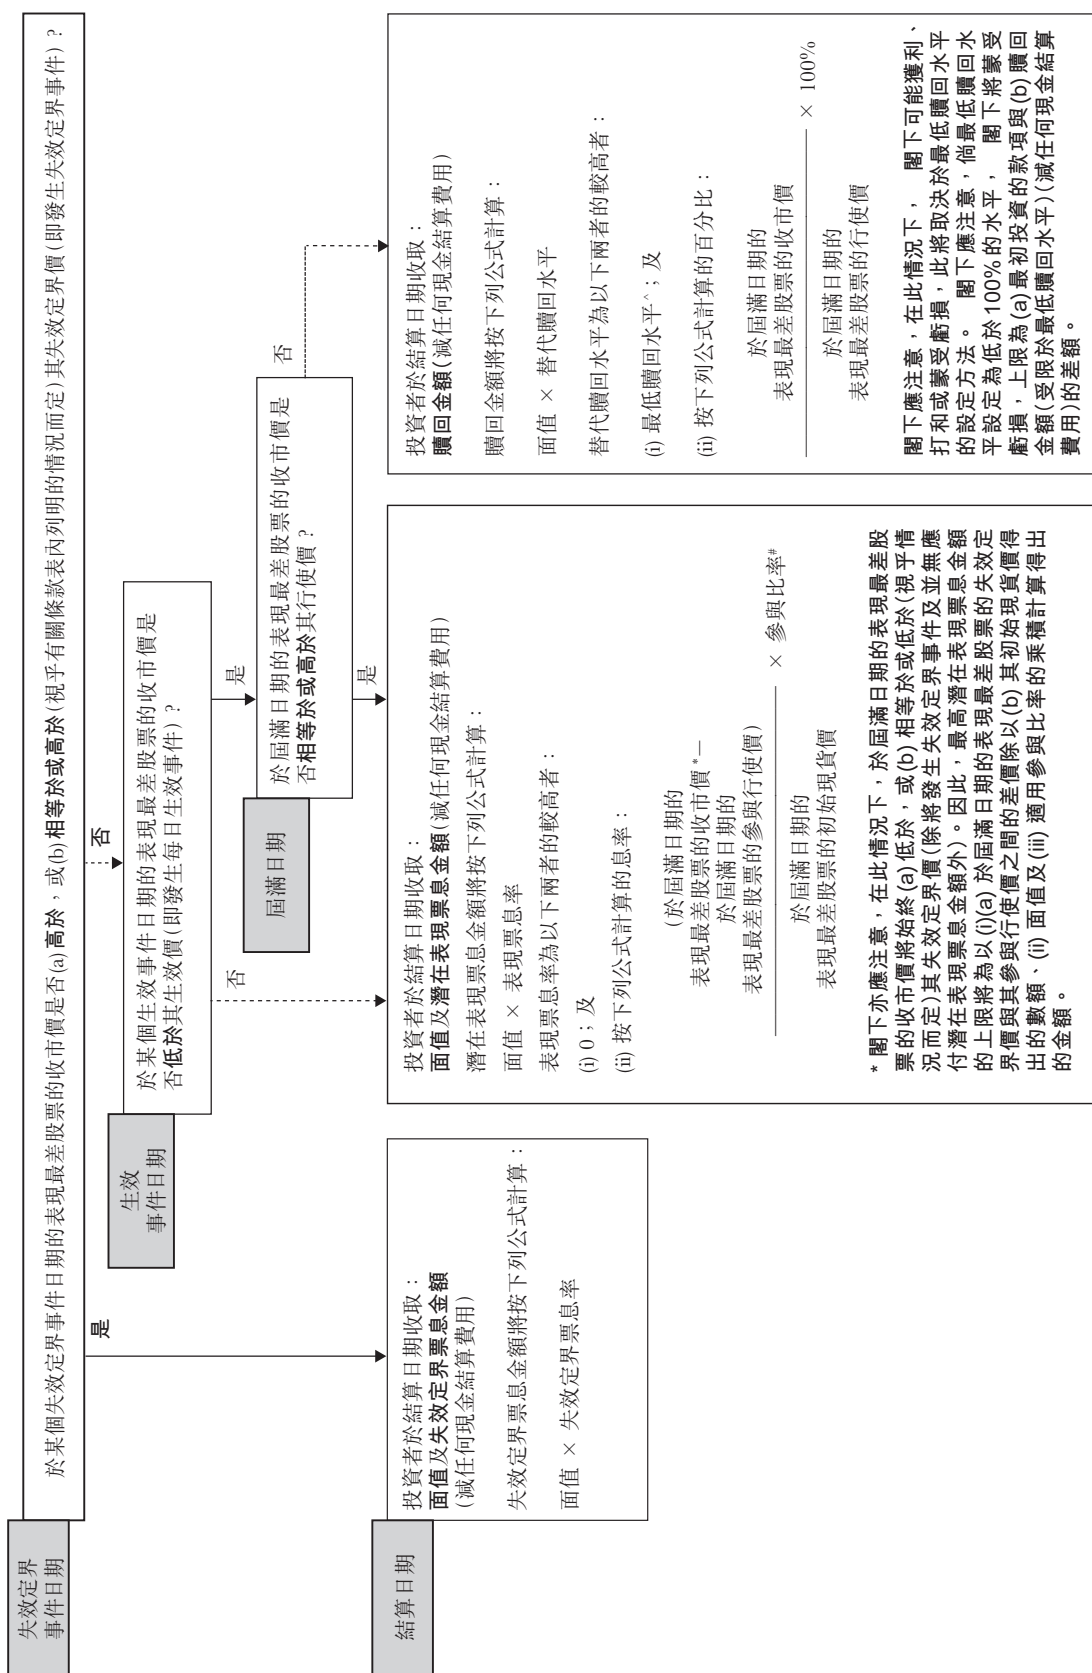 失效定界
事件日期
於某個失效定界事件日期的表現最差股票的收市價是否(a)高於，或(b)相等於或高於(視乎有關條款表內列明的情況而定)其失效定界價(即發生失效定界事件)？
是
否
生效
事件日期
於某個生效事件日期的表現最差股票的收市價是
否低於其生效價(即發生每日生效事件)？
否
是
屆滿日期
於屆滿日期的表現最差股票的收市價是
否相等於或高於其行使價？
是
否
結算日期
投資者於結算日期收取：
面值及失效定界票息金額
(減任何現金結算費用)
失效定界票息金額將按下列公式計算：
面值 × 失效定界票息率
投資者於結算日期收取：
面值及潛在表現票息金額(減任何現金結算費用)
潛在表現票息金額將按下列公式計算：
面值 × 表現票息率
表現票息率為以下兩者的較高者：
(i) 0；及
(ii) 按下列公式計算的息率：
(於屆滿日期的
表現最差股票的收市價*－
於屆滿日期的
表現最差股票的參與行使價)
× 參與比率#
於屆滿日期的
表現最差股票的初始現貨價
* 閣下亦應注意，在此情況下，於屆滿日期的表現最差股
票的收市價將始終(a)低於，或(b)相等於或低於(視乎情
況而定)其失效定界價(除將發生失效定界事件及並無應
付潛在表現票息金額外)。因此，最高潛在表現票息金額
的上限將為以(i)(a)於屆滿日期的表現最差股票的失效定
界價與其參與行使價之間的差價除以(b)其初始現貨價得
出的數額、(ii)面值及(iii)適用參與比率的乘積計算得出
的金額。
投資者於結算日期收取：
贖回金額(減任何現金結算費用)
贖回金額將按下列公式計算：
面值 × 替代贖回水平
替代贖回水平為以下兩者的較高者：
(i) 最低贖回水平^；及
(ii) 按下列公式計算的百分比：
於屆滿日期的
表現最差股票的收市價
× 100%
於屆滿日期的
表現最差股票的行使價
閣下應注意，在此情況下， 閣下可能獲利、
打和或蒙受虧損，此將取決於最低贖回水平
的設定方法。 閣下應注意，倘最低贖回水
平設定為低於100%的水平， 閣下將蒙受
虧損，上限為(a)最初投資的款項與(b)贖回
金額(受限於最低贖回水平)(減任何現金結算
費用)的差額。